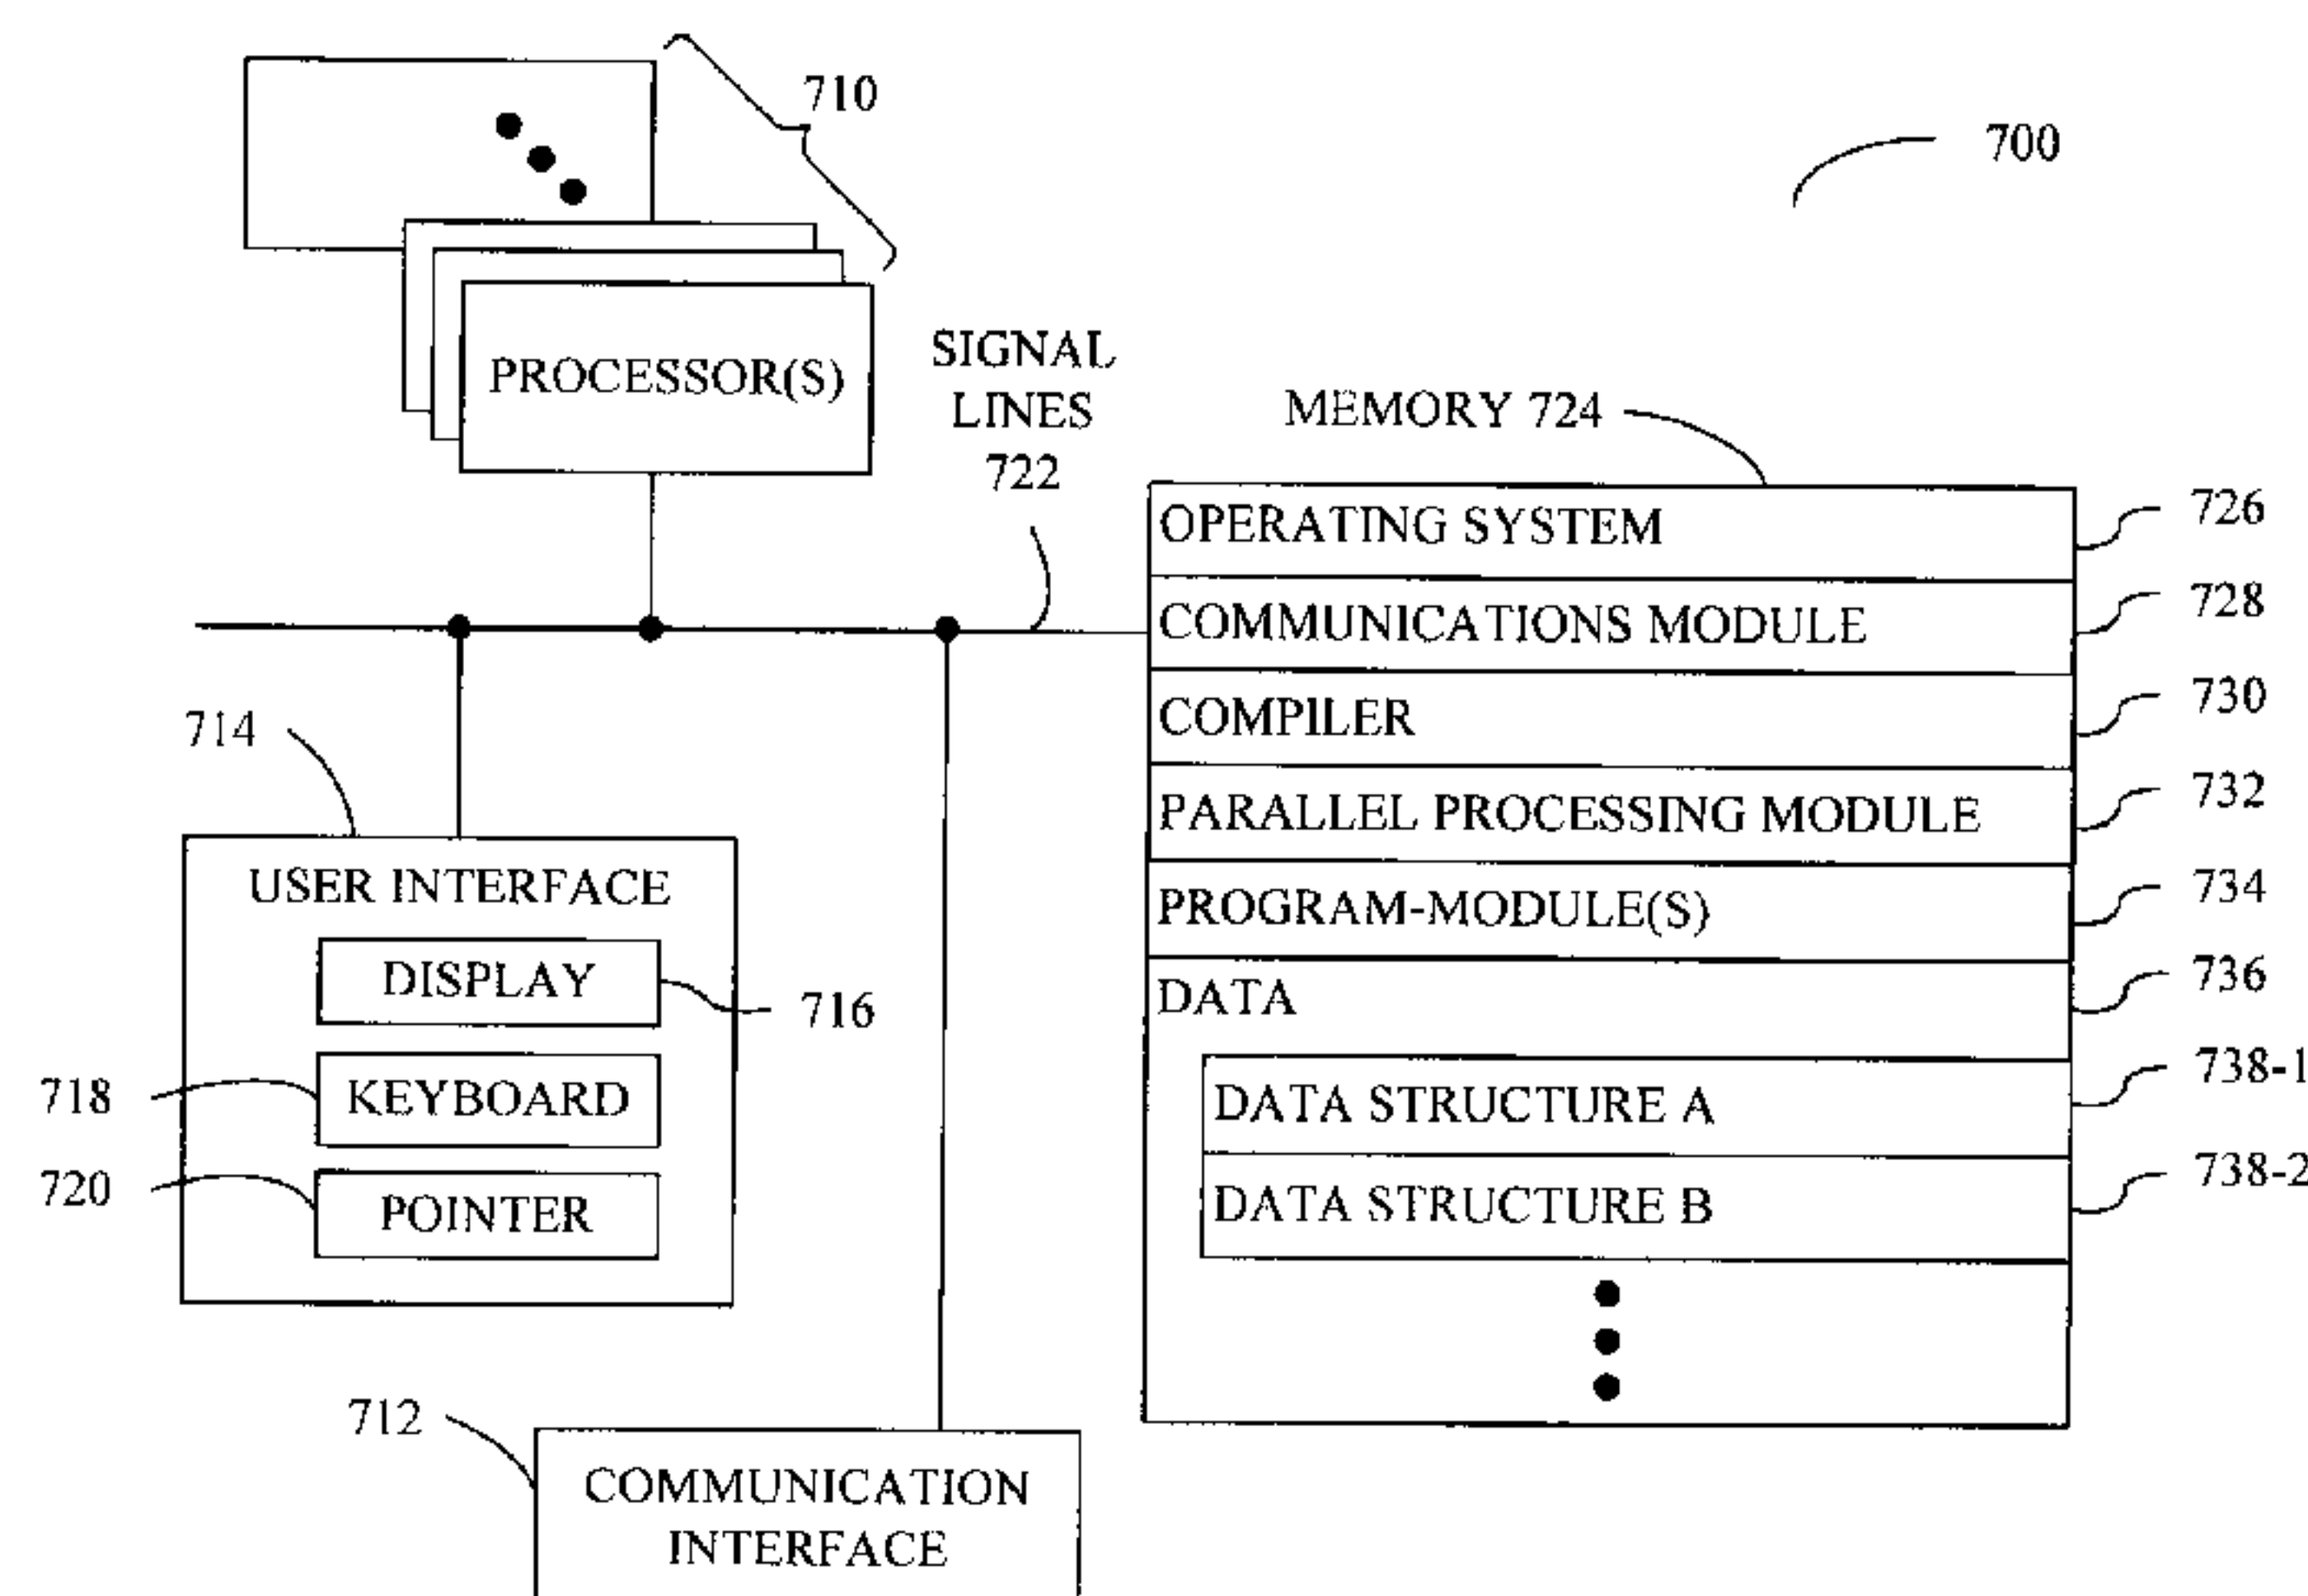 710
700
PROCESSOR(S)
SIGNAL
LINES
722
MEMORY 724
OPERATING SYSTEM
726
COMMUNICATIONS MODULE
728
COMPILER
730
PARALLEL PROCESSING MODULE
732
PROGRAM-MODULE(S)
734
DATA
736
DATA STRUCTURE A
738-1
DATA STRUCTURE B
738-2
714
USER INTERFACE
DISPLAY
716
718
KEYBOARD
720
POINTER
712
COMMUNICATION
INTERFACE